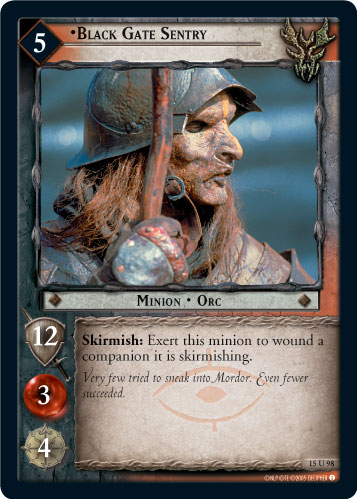 5
•Black Gate Sentry
Minion • Orc
12
Skirmish: Exert this minion to wound a
companion it is skirmishing.
3
Very few tried to sneak into Mordor. Even fewer
succeeded.
4
15 U 98